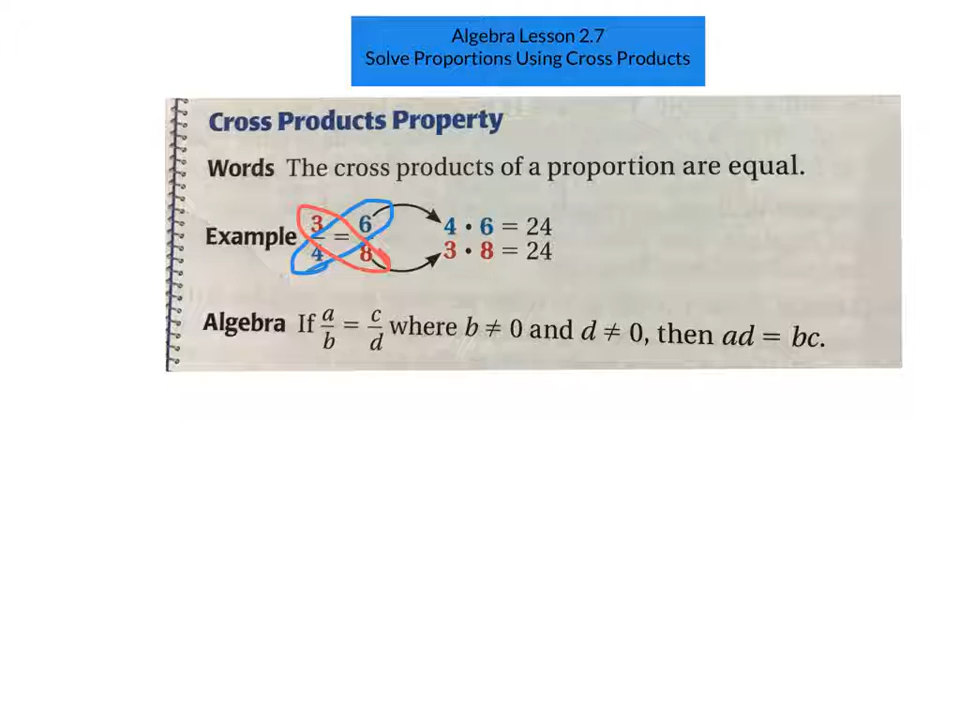 Algebra Lesson 2.7
Solve Proportions Using Cross Products
Cross Products Property
Words The cross products of a proportion are equal.
Example 3/4 = 6/8 4 • 6 = 24
3 • 8 = 24
Algebra If a/b = c/d where b ≠ 0 and d ≠ 0, then ad = bc.